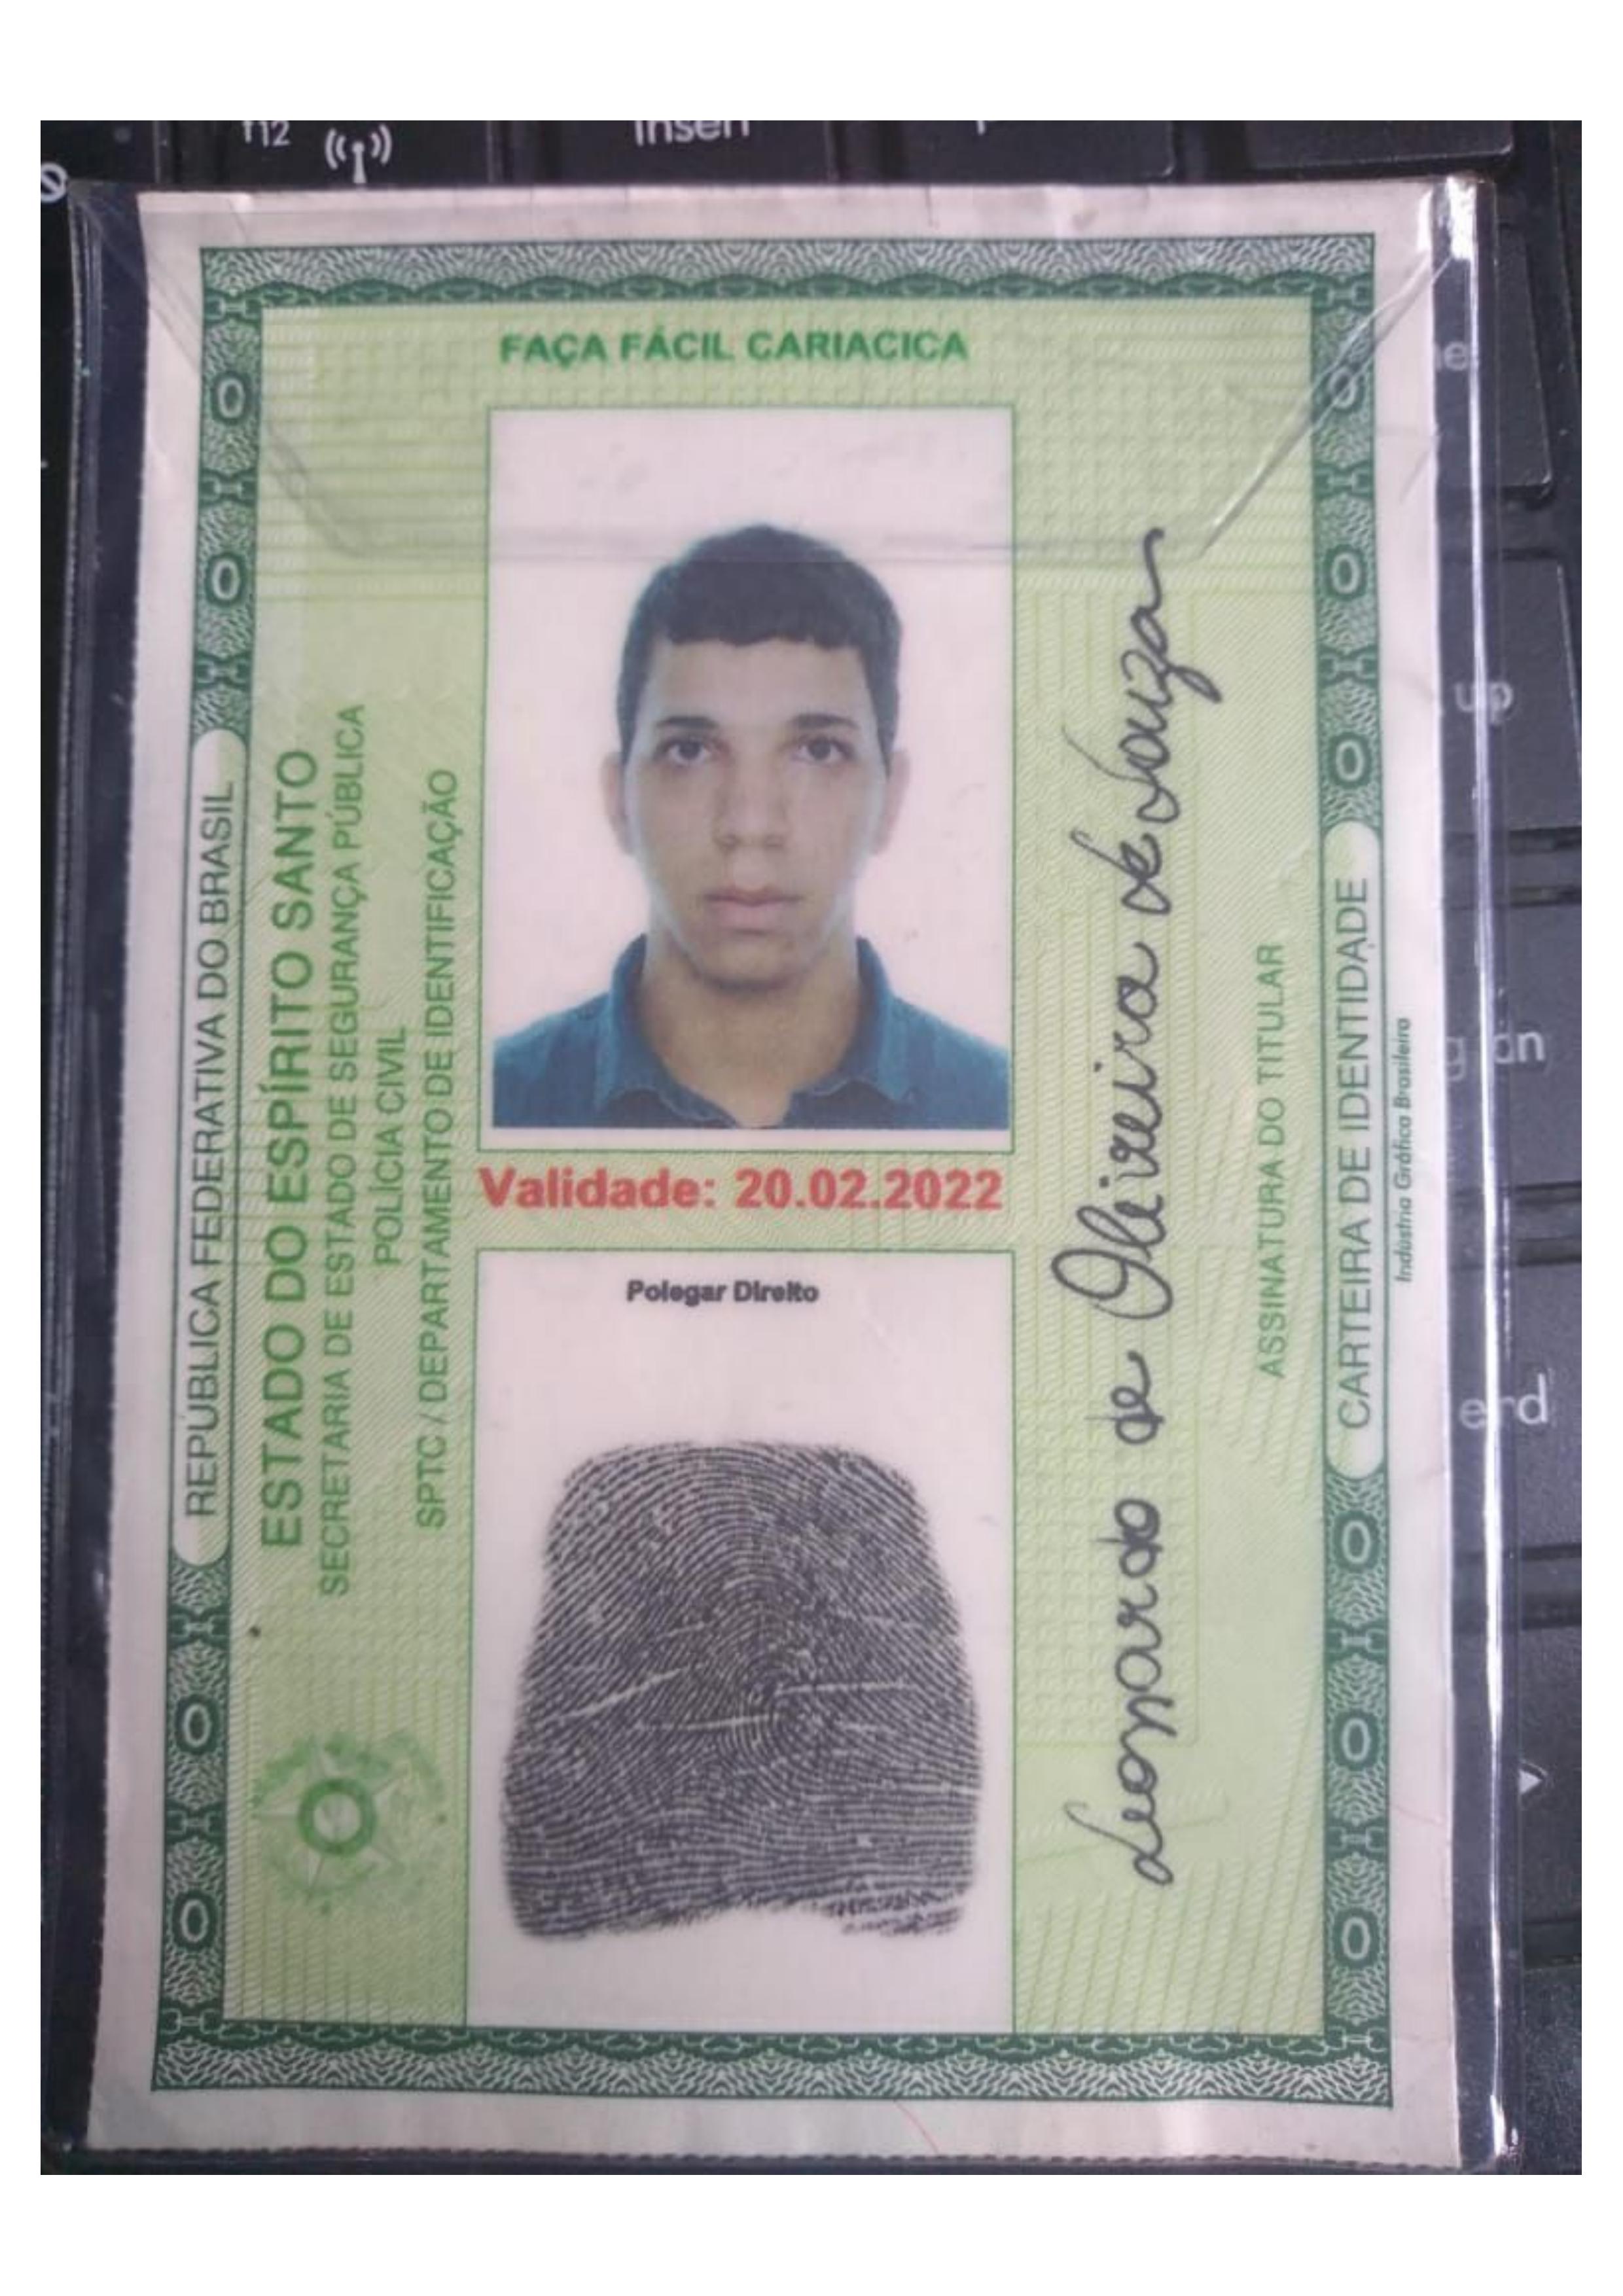 f12
insert
FAÇA FÁCIL CARIACICA
REPÚBLICA FEDERATIVA DO BRASIL
ESTADO DO ESPÍRITO SANTO
SECRETARIA DE ESTADO DE SEGURANÇA PÚBLICA
POLÍCIA CIVIL
SPTC / DEPARTAMENTO DE IDENTIFICAÇÃO
Validade: 20.02.2022
Polegar Direito
Leonardo de Oliveira de Souza
ASSINATURA DO TITULAR
CARTEIRA DE IDENTIDADE
Indústria Gráfica Brasileira
up